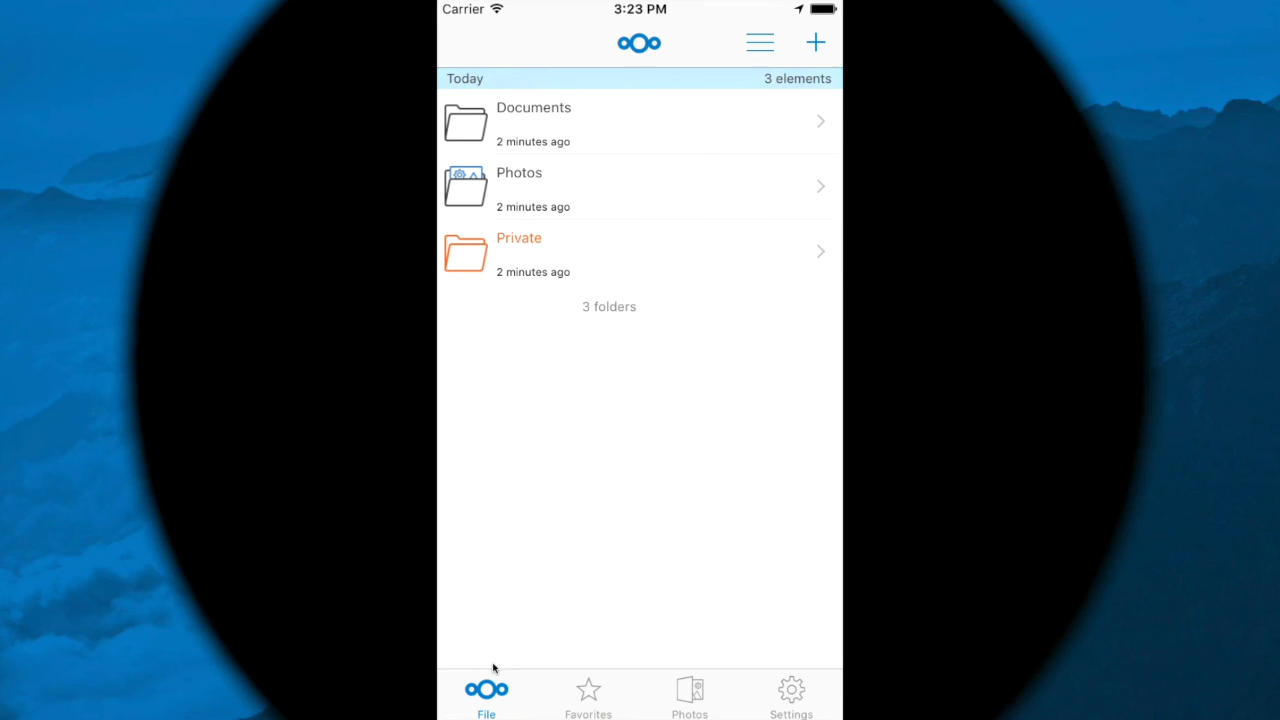 Carrier 3:23 PM
Today 3 elements
Documents
2 minutes ago
Photos
2 minutes ago
Private
2 minutes ago
3 folders
File Favorites Photos Settings